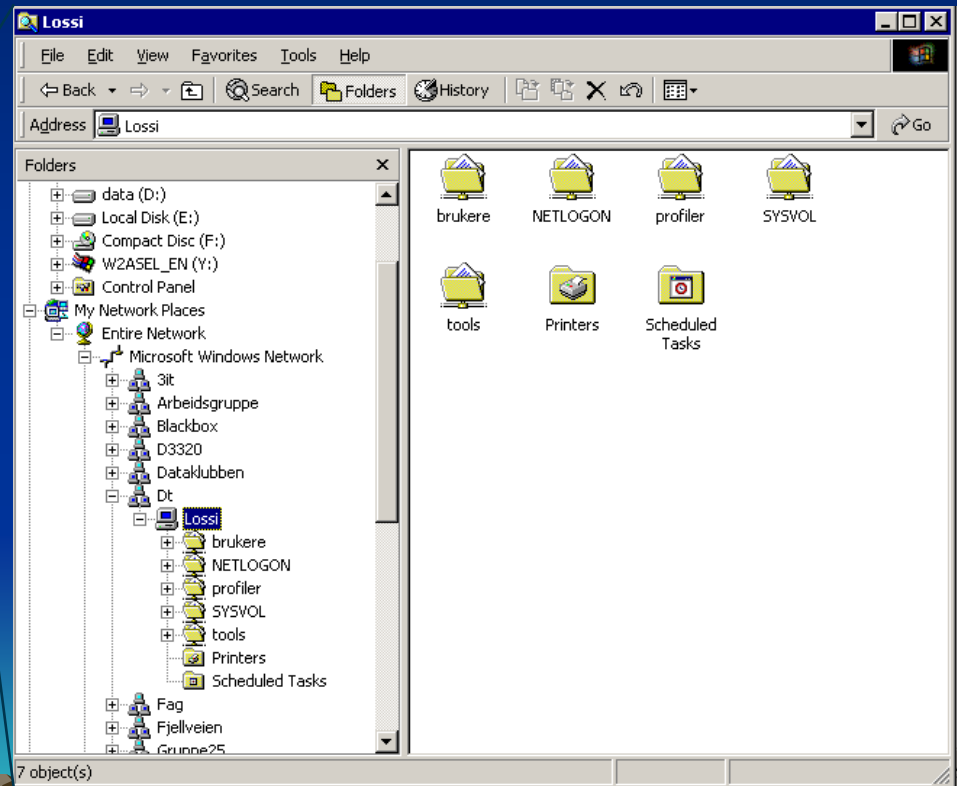 Lossi
File Edit View Favorites Tools Help
Back Search Folders History
Address Lossi Go
Folders
data (D:)
Local Disk (E:)
Compact Disc (F:)
W2ASEL_EN (Y:)
Control Panel
My Network Places
Entire Network
Microsoft Windows Network
3it
Arbeidsgruppe
Blackbox
D3320
Dataklubben
Dt
Lossi
brukere
NETLOGON
profiler
SYSVOL
tools
Printers
Scheduled Tasks
Fag
Fjellveien
Gruppe25
brukere NETLOGON profiler SYSVOL
tools Printers Scheduled
Tasks
7 object(s)